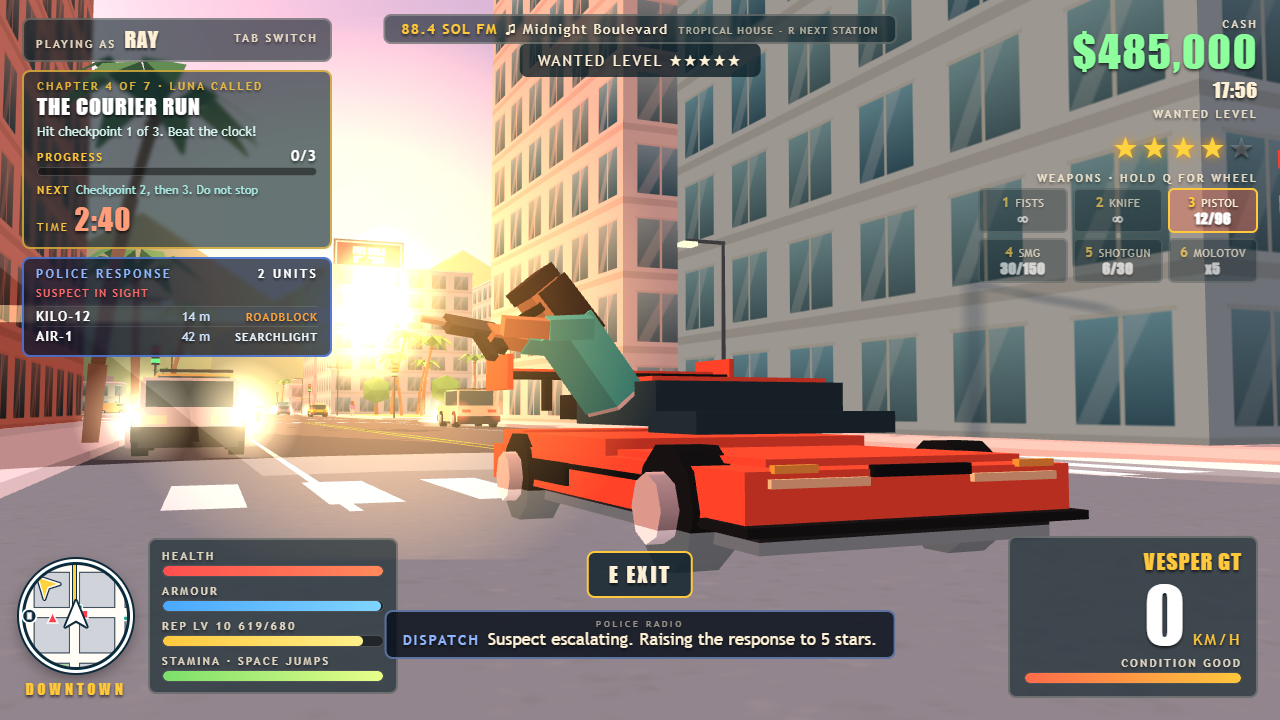 PLAYING AS RAY TAB SWITCH
CHAPTER 4 OF 7 · LUNA CALLED
THE COURIER RUN
Hit checkpoint 1 of 3. Beat the clock!
PROGRESS 0/3
NEXT Checkpoint 2, then 3. Do not stop
TIME 2:40
POLICE RESPONSE 2 UNITS
SUSPECT IN SIGHT
KILO-12 14 m ROADBLOCK
AIR-1 42 m SEARCHLIGHT
88.4 SOL FM ♫ Midnight Boulevard TROPICAL HOUSE - R NEXT STATION
WANTED LEVEL ★★★★★
CASH
$485,000
17:56
WANTED LEVEL
★★★★★
WEAPONS · HOLD Q FOR WHEEL
1 FISTS ∞
2 KNIFE ∞
3 PISTOL 12/96
4 SMG 30/150
5 SHOTGUN 6/30
6 MOLOTOV x5
DOWNTOWN
HEALTH
ARMOUR
REP LV 10 619/680
STAMINA · SPACE JUMPS
E EXIT
POLICE RADIO
DISPATCH Suspect escalating. Raising the response to 5 stars.
VESPER GT
0 KM/H
CONDITION GOOD